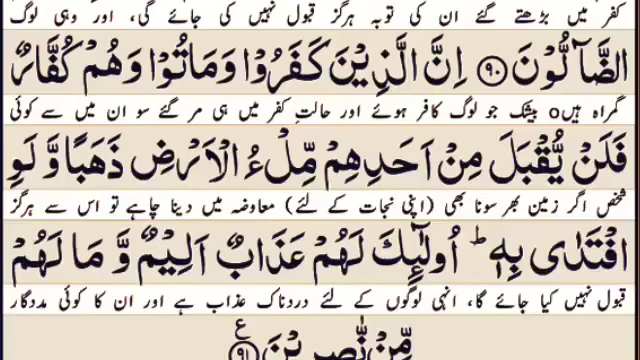 کفر میں بڑھتے گئے ان کی توبہ ہرگز قبول نہیں کی جائے گی، اور وہی لوگ
الضَّآلُّوْنَ ۹۰ اِنَّ الَّذِیْنَ كَفَرُوْا وَمَاتُوْا وَهُمْ كُفَّارٌ
گمراہ ہیںo بیشک جو لوگ کافر ہوئے اور حالتِ کفر میں ہی مر گئے سو ان میں سے کوئی
فَلَنْ یُّقْبَلَ مِنْ اَحَدِهِمْ مِّلْءُ الْاَرْضِ ذَهَبًا وَّلَوِ
شخص اگر زمین بھر سونا بھی (اپنی نجات کے لئے) معاوضہ میں دینا چاہے تو اس سے ہرگز
افْتَدٰی بِهٖ ؕ اُولٰٓئِكَ لَهُمْ عَذَابٌ اَلِیْمٌ وَّ مَا لَهُمْ
قبول نہیں کیا جائے گا، انہی لوگوں کے لئے دردناک عذاب ہے اور ان کا کوئی مددگار
مِّنْ نّٰصِرِیْنَ ۹۱ ع